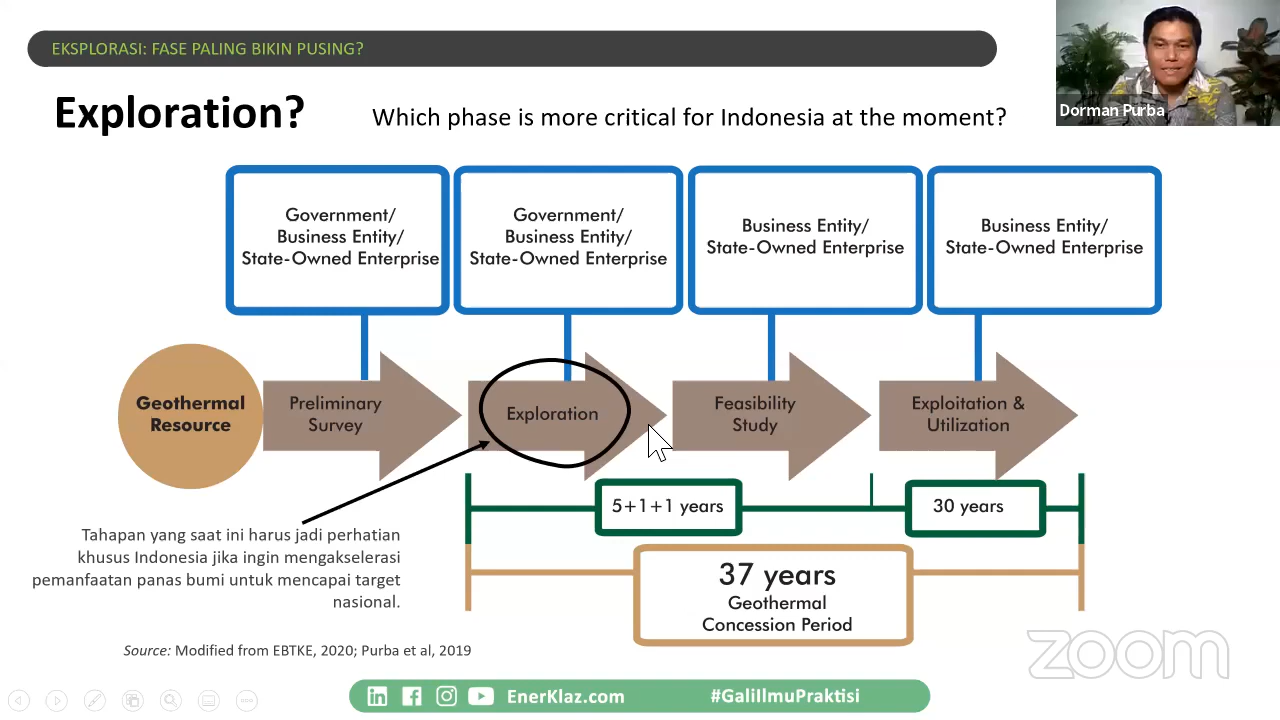 EKSPLORASI: FASE PALING BIKIN PUSING?
Dorman Purba
Exploration?
Which phase is more critical for Indonesia at the moment?
Government/
Business Entity/
State-Owned Enterprise
Government/
Business Entity/
State-Owned Enterprise
Business Entity/
State-Owned Enterprise
Business Entity/
State-Owned Enterprise
Geothermal
Resource
Preliminary
Survey
Exploration
Feasibility
Study
Exploitation &
Utilization
5+1+1 years
30 years
Tahapan yang saat ini harus jadi perhatian
khusus Indonesia jika ingin mengakselerasi
pemanfaatan panas bumi untuk mencapai target
nasional.
37 years
Geothermal
Concession Period
Source: Modified from EBTKE, 2020; Purba et al, 2019
zoom
EnerKlaz.com
#GaliIlmuPraktisi